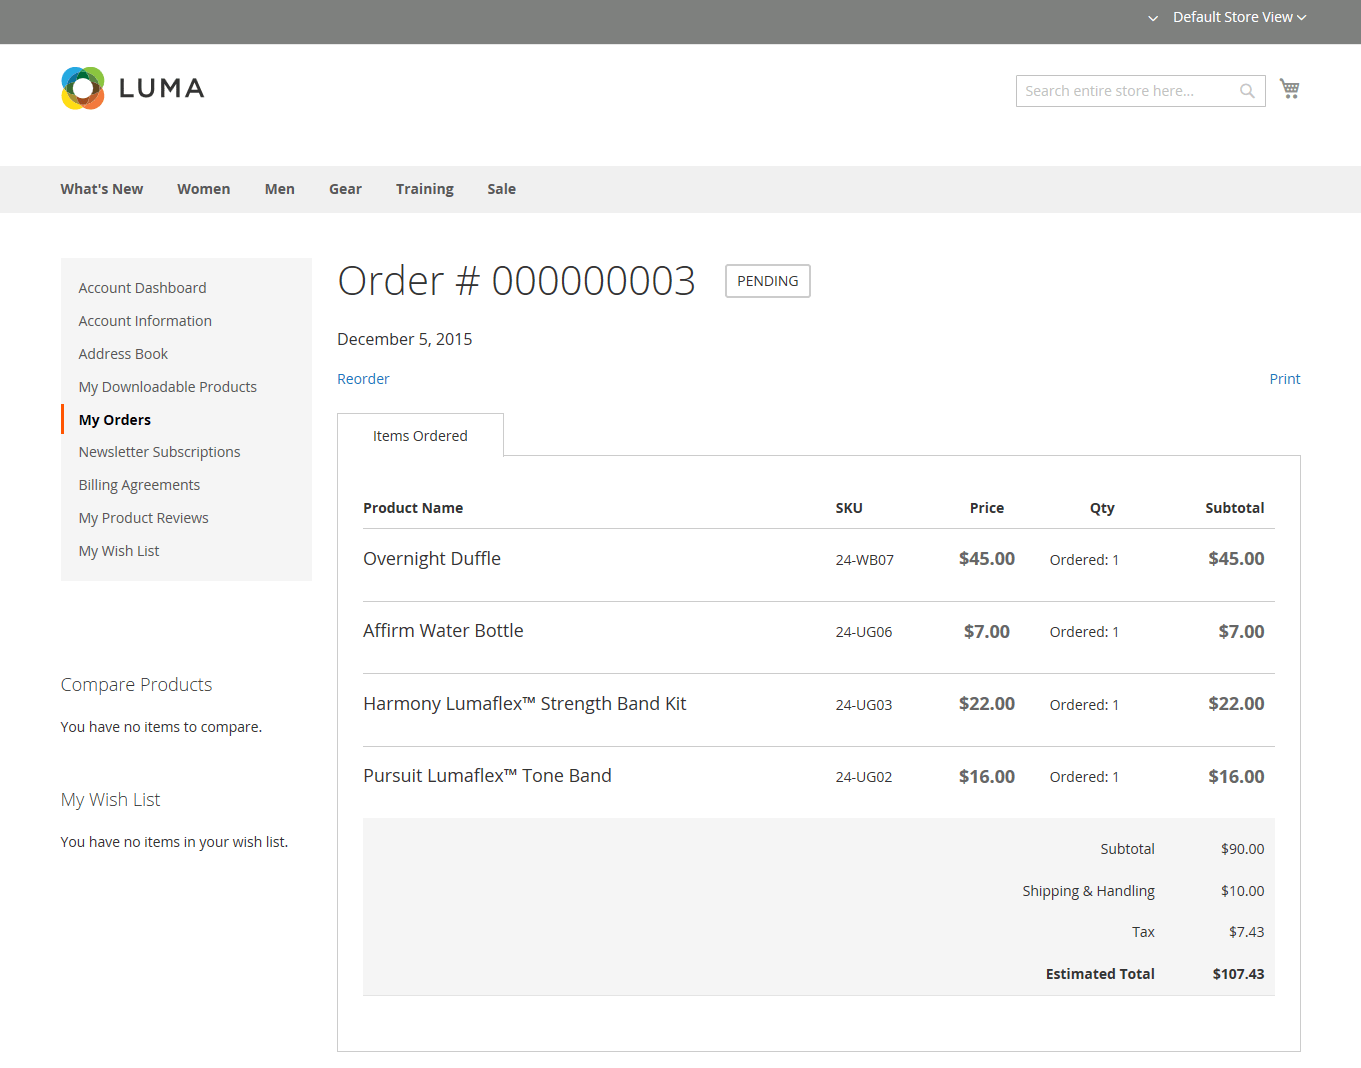 Default Store View
LUMA
Search entire store here...
What's New Women Men Gear Training Sale
Account Dashboard
Account Information
Address Book
My Downloadable Products
My Orders
Newsletter Subscriptions
Billing Agreements
My Product Reviews
My Wish List
Compare Products
You have no items to compare.
My Wish List
You have no items in your wish list.
Order # 000000003 PENDING
December 5, 2015
Reorder Print
Items Ordered
Product Name SKU Price Qty Subtotal
Overnight Duffle 24-WB07 $45.00 Ordered: 1 $45.00
Affirm Water Bottle 24-UG06 $7.00 Ordered: 1 $7.00
Harmony Lumaflex™ Strength Band Kit 24-UG03 $22.00 Ordered: 1 $22.00
Pursuit Lumaflex™ Tone Band 24-UG02 $16.00 Ordered: 1 $16.00
Subtotal $90.00
Shipping & Handling $10.00
Tax $7.43
Estimated Total $107.43